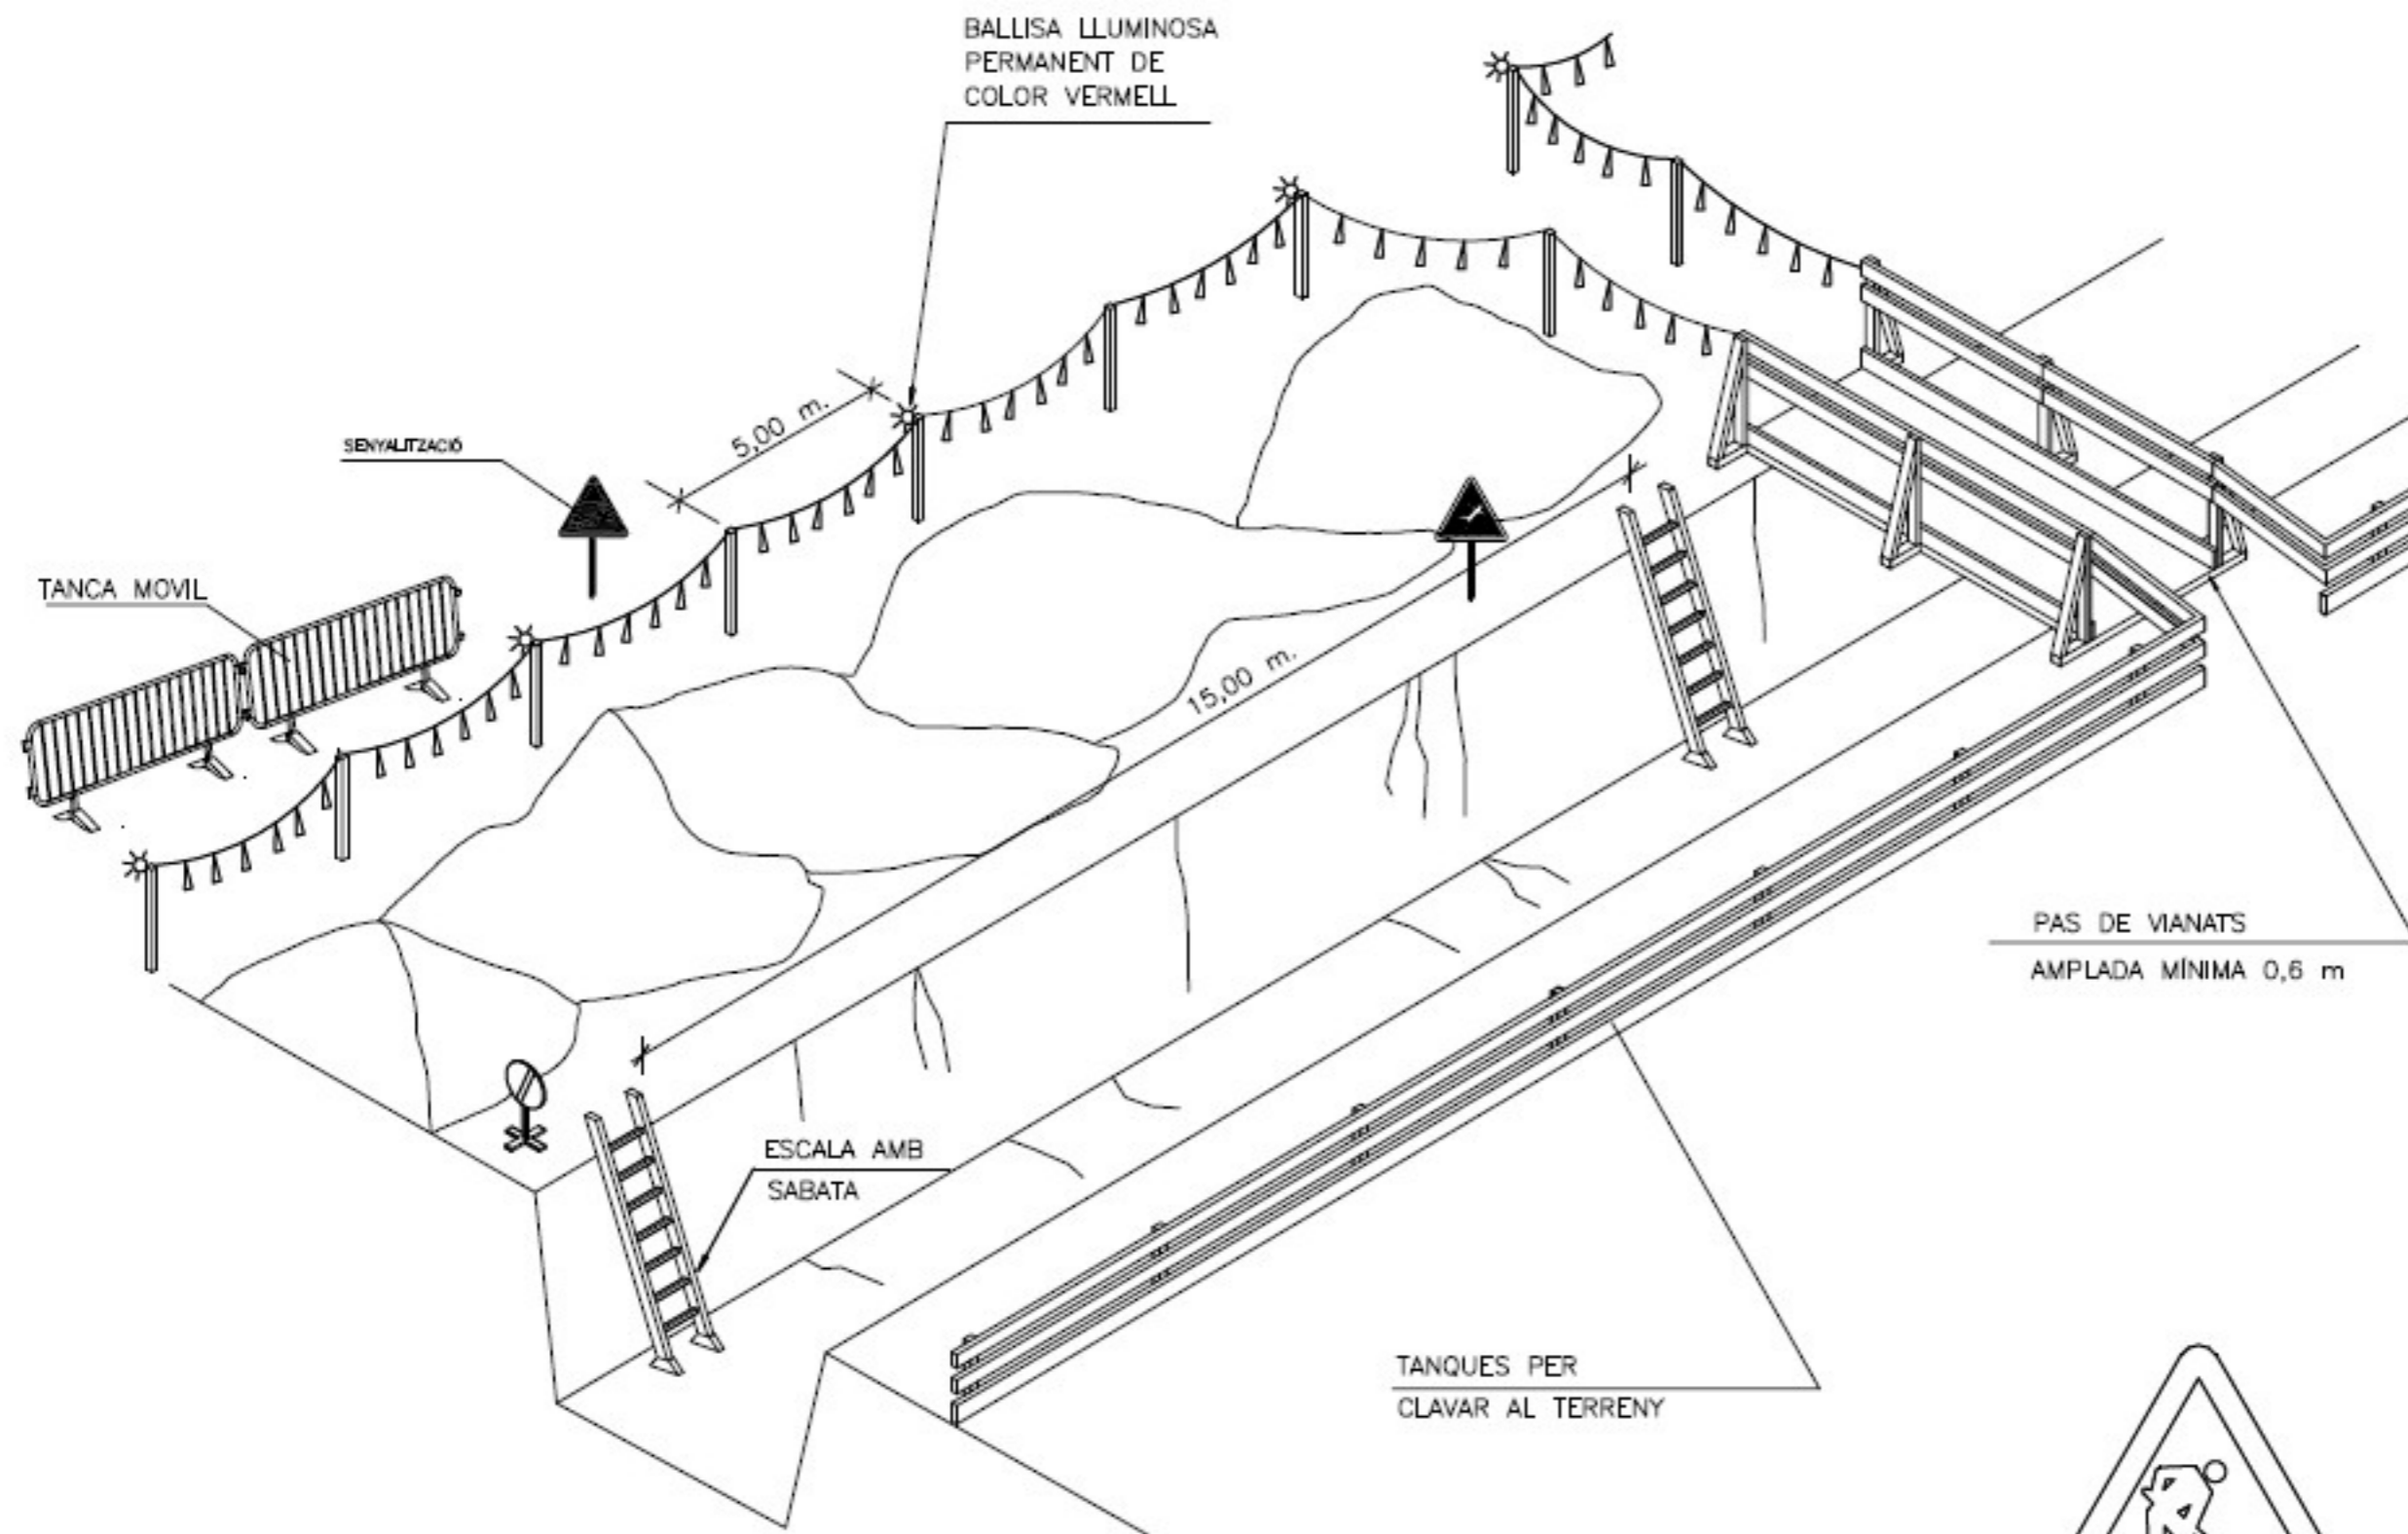 BALLISA LLUMINOSA
PERMANENT DE
COLOR VERMELL
5,00 m.
SENYALITZACIÓ
TANCA MOVIL
15,00 m.
PAS DE VIANATS
AMPLADA MÍNIMA 0,6 m
ESCALA AMB
SABATA
TANQUES PER
CLAVAR AL TERRENY